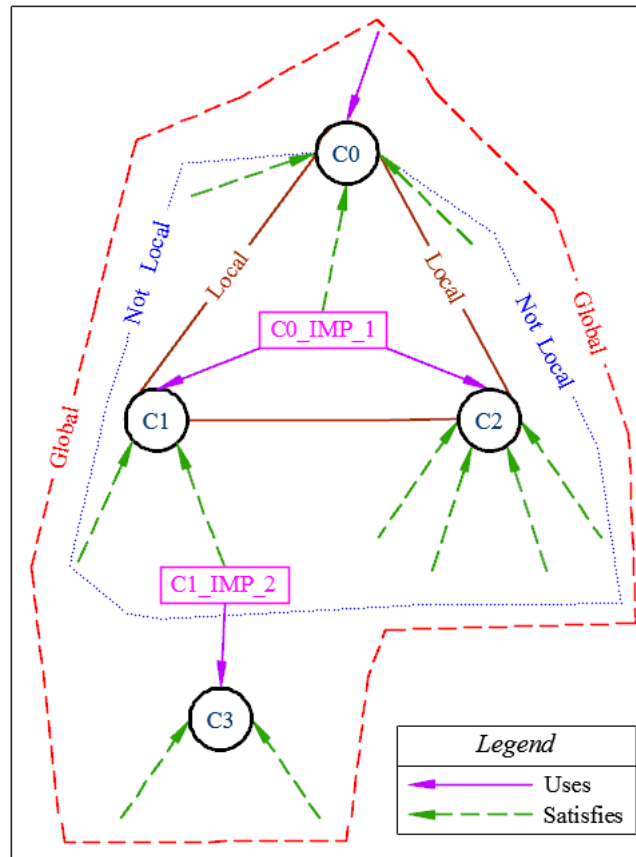 C0
Not Local
Local
Local
Not Local
Global
C0_IMP_1
Global
C1
C2
C1_IMP_2
C3
Legend
Uses
Satisfies